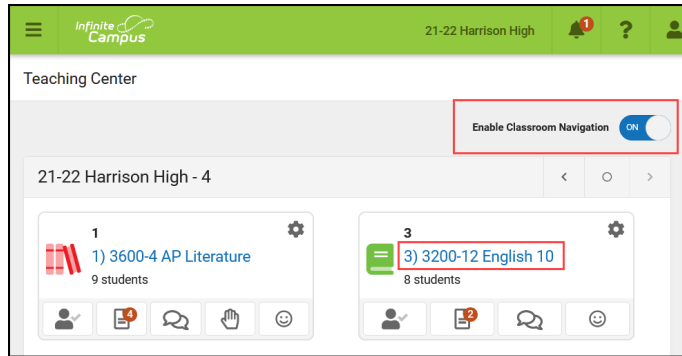 Infinite
Campus
21-22 Harrison High
1
?
Teaching Center
Enable Classroom Navigation
ON
21-22 Harrison High - 4
1
1) 3600-4 AP Literature
9 students
4
3
3) 3200-12 English 10
8 students
2